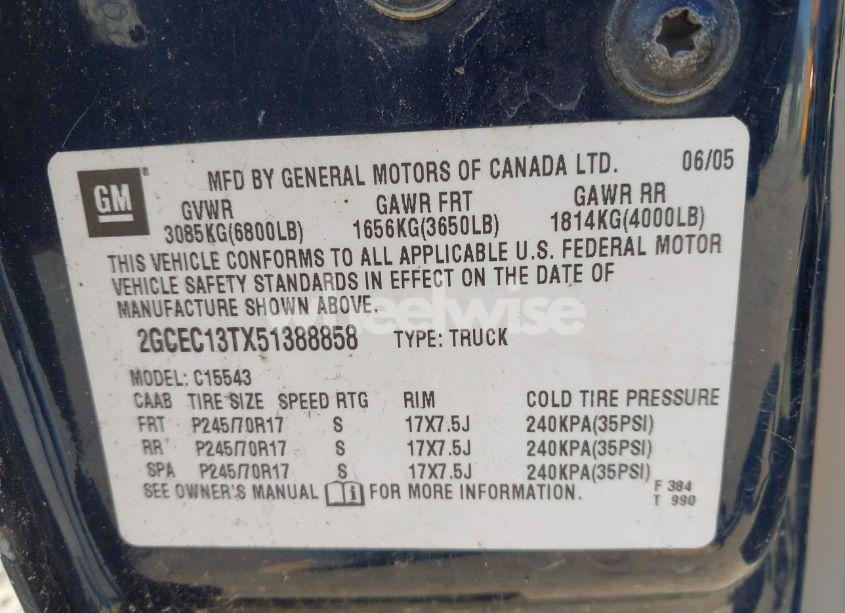 GM
MFD BY GENERAL MOTORS OF CANADA LTD. 06/05
GVWR GAWR FRT GAWR RR
3085KG(6800LB) 1656KG(3650LB) 1814KG(4000LB)
THIS VEHICLE CONFORMS TO ALL APPLICABLE U.S. FEDERAL MOTOR
VEHICLE SAFETY STANDARDS IN EFFECT ON THE DATE OF
MANUFACTURE SHOWN ABOVE.
wheelwise
2GCEC13TX51388858 TYPE: TRUCK
MODEL: C15543
CAAB TIRE SIZE SPEED RTG RIM COLD TIRE PRESSURE
FRT P245/70R17 S 17X7.5J 240KPA(35PSI)
RR P245/70R17 S 17X7.5J 240KPA(35PSI)
SPA P245/70R17 S 17X7.5J 240KPA(35PSI)
SEE OWNER'S MANUAL FOR MORE INFORMATION.
F 384
T 990